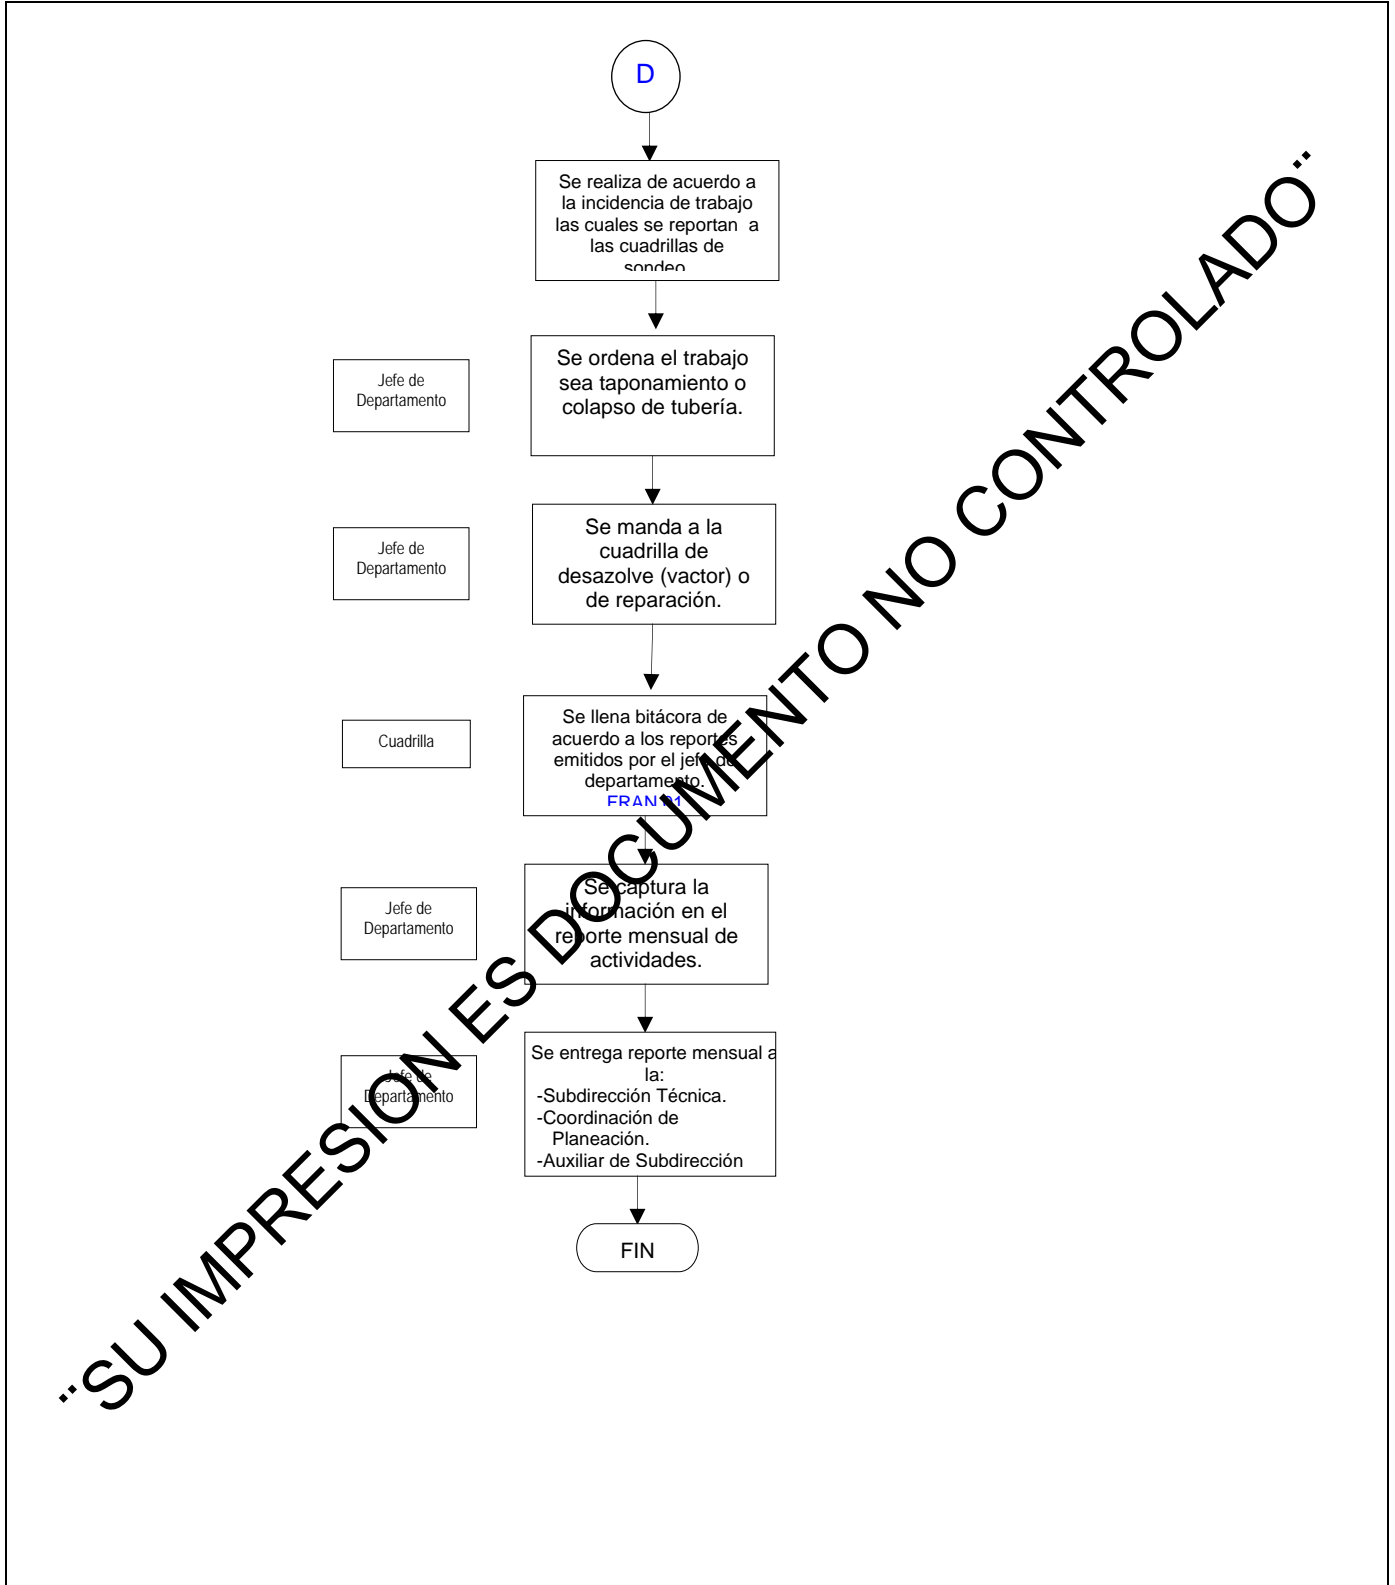 D
Se realiza de acuerdo a
la incidencia de trabajo
las cuales se reportan a
las cuadrillas de
sondeo
Jefe de
Departamento
Se ordena el trabajo
sea taponamiento o
colapso de tubería.
Jefe de
Departamento
Se manda a la
cuadrilla de
desazolve (vactor) o
de reparación.
Cuadrilla
Se llena bitácora de
acuerdo a los reportes
emitidos por el jefe de
departamento.
Jefe de
Departamento
Se captura la
información en el
reporte mensual de
actividades.
Jefe de
Departamento
Se entrega reporte mensual a
la:
-Subdirección Técnica.
-Coordinación de
Planeación.
-Auxiliar de Subdirección
FIN
¨SU IMPRESION ES DOCUMENTO NO CONTROLADO¨